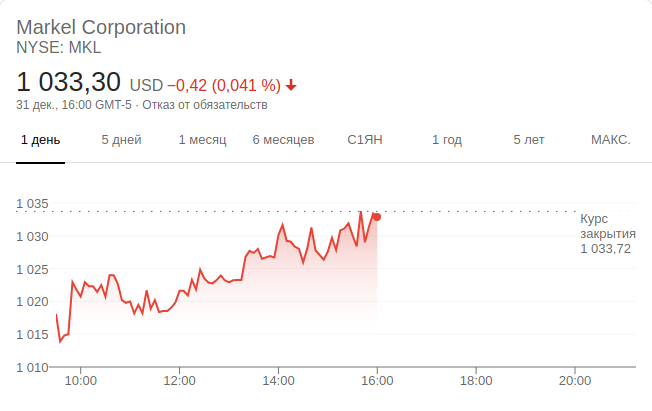 Markel Corporation
NYSE: MKL
1 033,30 USD −0,42 (0,041 %)
31 дек., 16:00 GMT-5 · Отказ от обязательств
1 день 5 дней 1 месяц 6 месяцев С1ЯН 1 год 5 лет МАКС.
1 035
Курс
закрытия
1 033,72
1 030
1 025
1 020
1 015
1 010
10:00 12:00 14:00 16:00 18:00 20:00